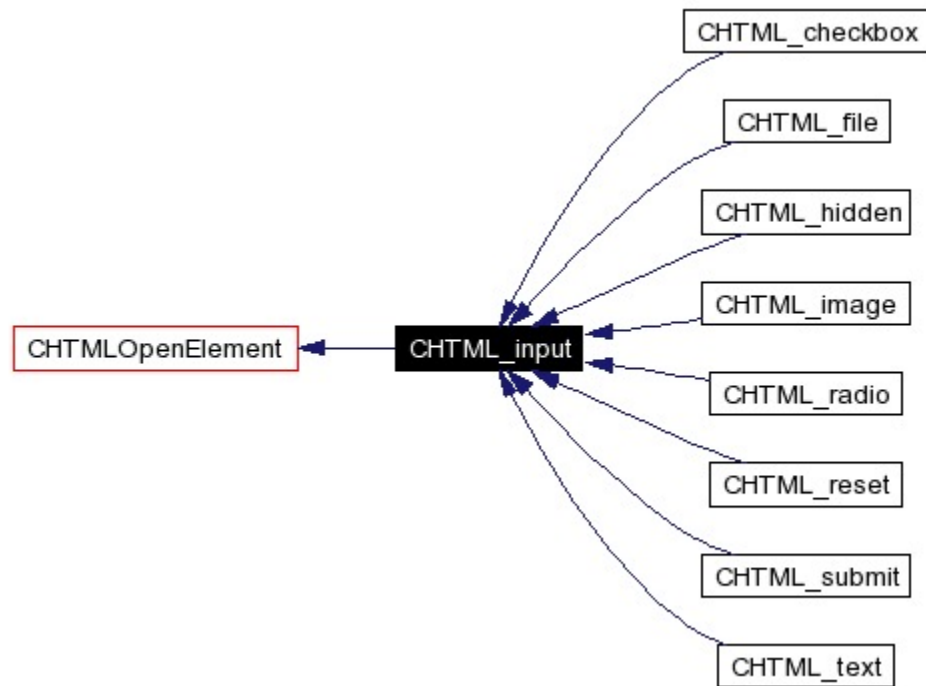 CHTML_checkbox
CHTML_file
CHTML_hidden
CHTML_image
CHTMLOpenElement
CHTML_input
CHTML_radio
CHTML_reset
CHTML_submit
CHTML_text